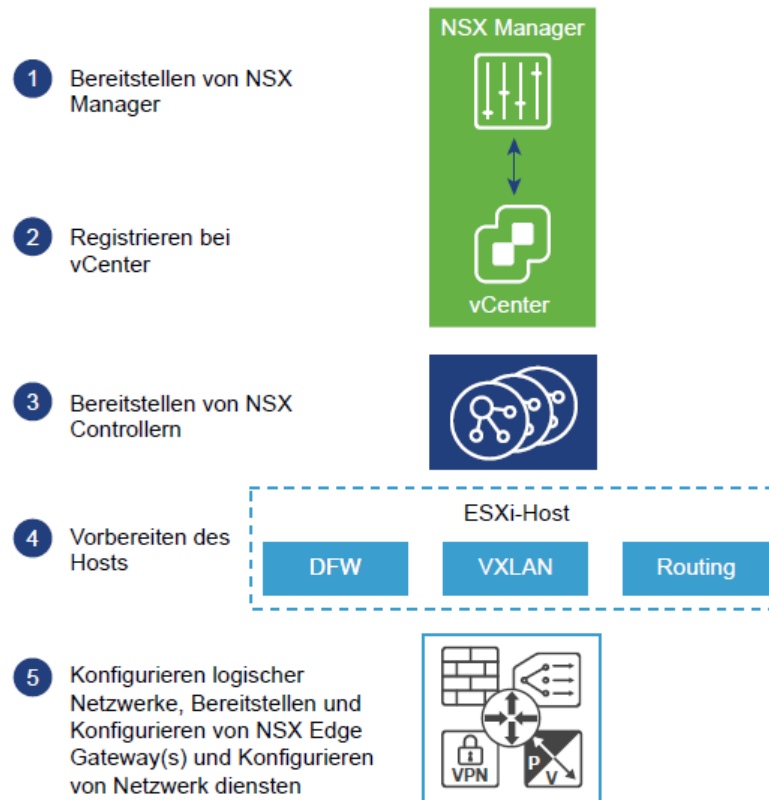 NSX Manager
1 Bereitstellen von NSX
Manager
2 Registrieren bei
vCenter
vCenter
3 Bereitstellen von NSX
Controllern
ESXi-Host
4 Vorbereiten des
Hosts
DFW VXLAN Routing
5 Konfigurieren logischer
Netzwerke, Bereitstellen und
Konfigurieren von NSX Edge
Gateway(s) und Konfigurieren
von Netzwerk diensten
VPN P V